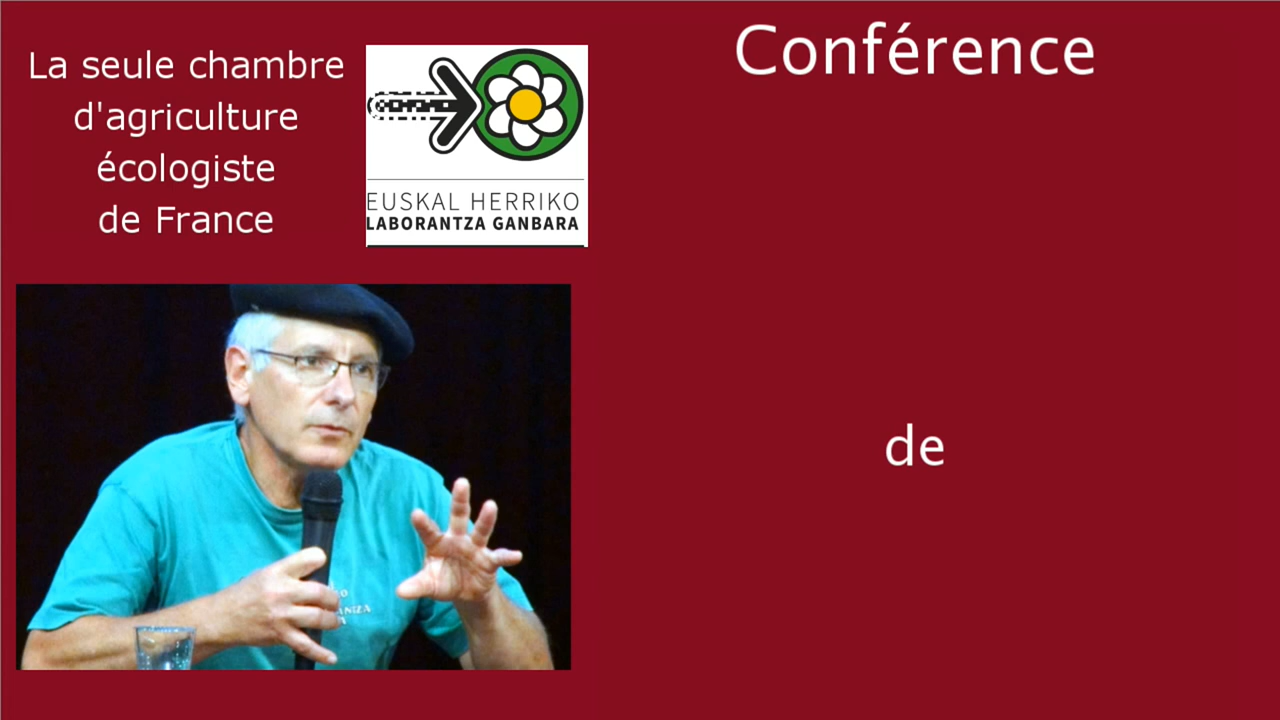 La seule chambre
d'agriculture
écologiste
de France
EUSKAL HERRIKO
LABORANTZA GANBARA
Conférence
de